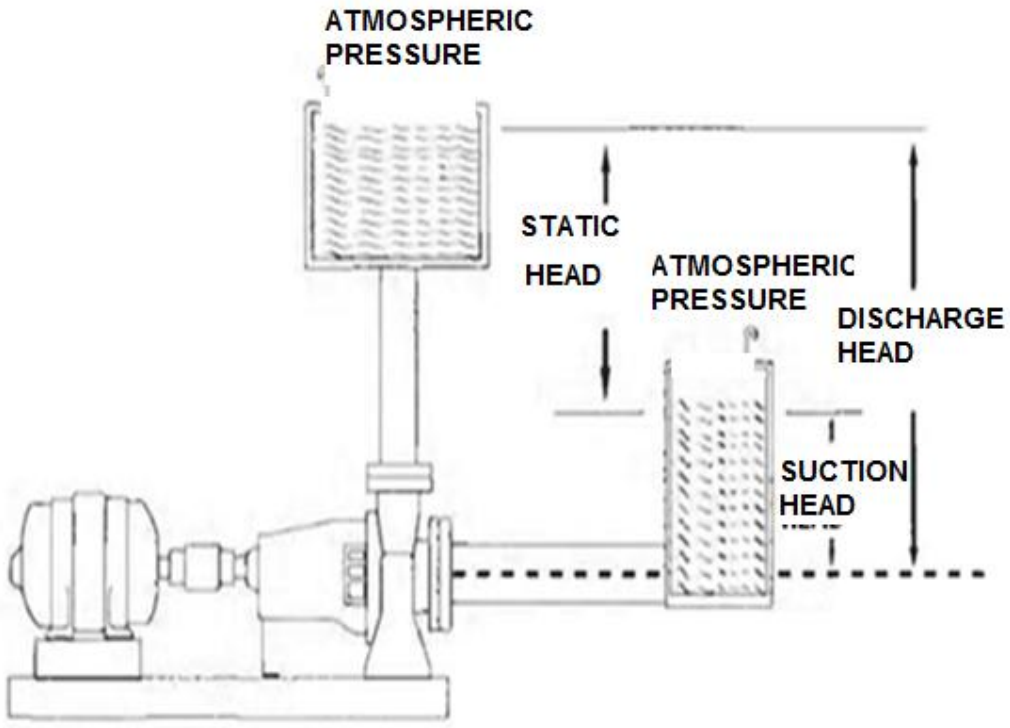 ATMOSPHERIC
PRESSURE
STATIC
HEAD
ATMOSPHERIC
PRESSURE
DISCHARGE
HEAD
SUCTION
HEAD